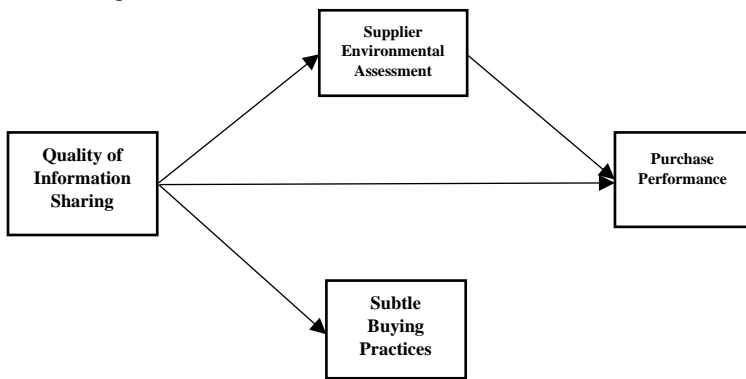 Supplier
Environmental
Assessment
Quality of
Information
Sharing
Purchase
Performance
Subtle
Buying
Practices